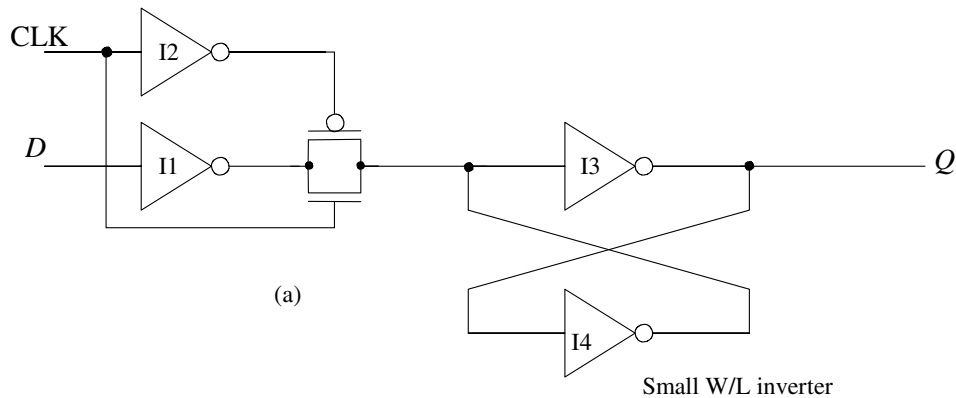 CLK
I2
D
I1
I3
Q
(a)
I4
Small W/L inverter